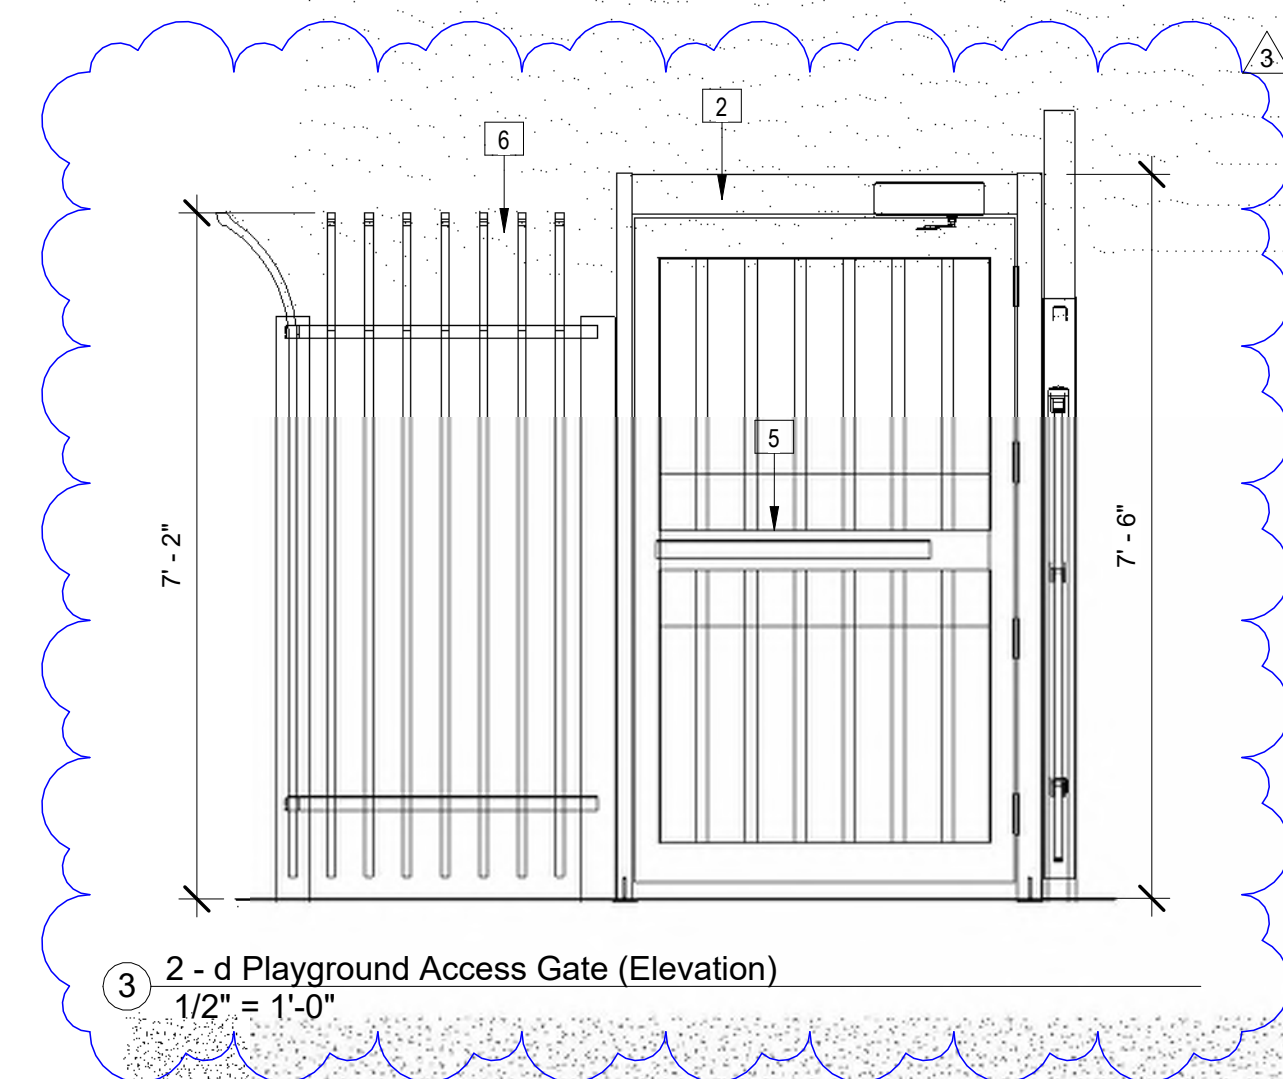 3
2
6
5
7' - 2"
7' - 6"
3
2 - d Playground Access Gate (Elevation)
1/2" = 1'-0"